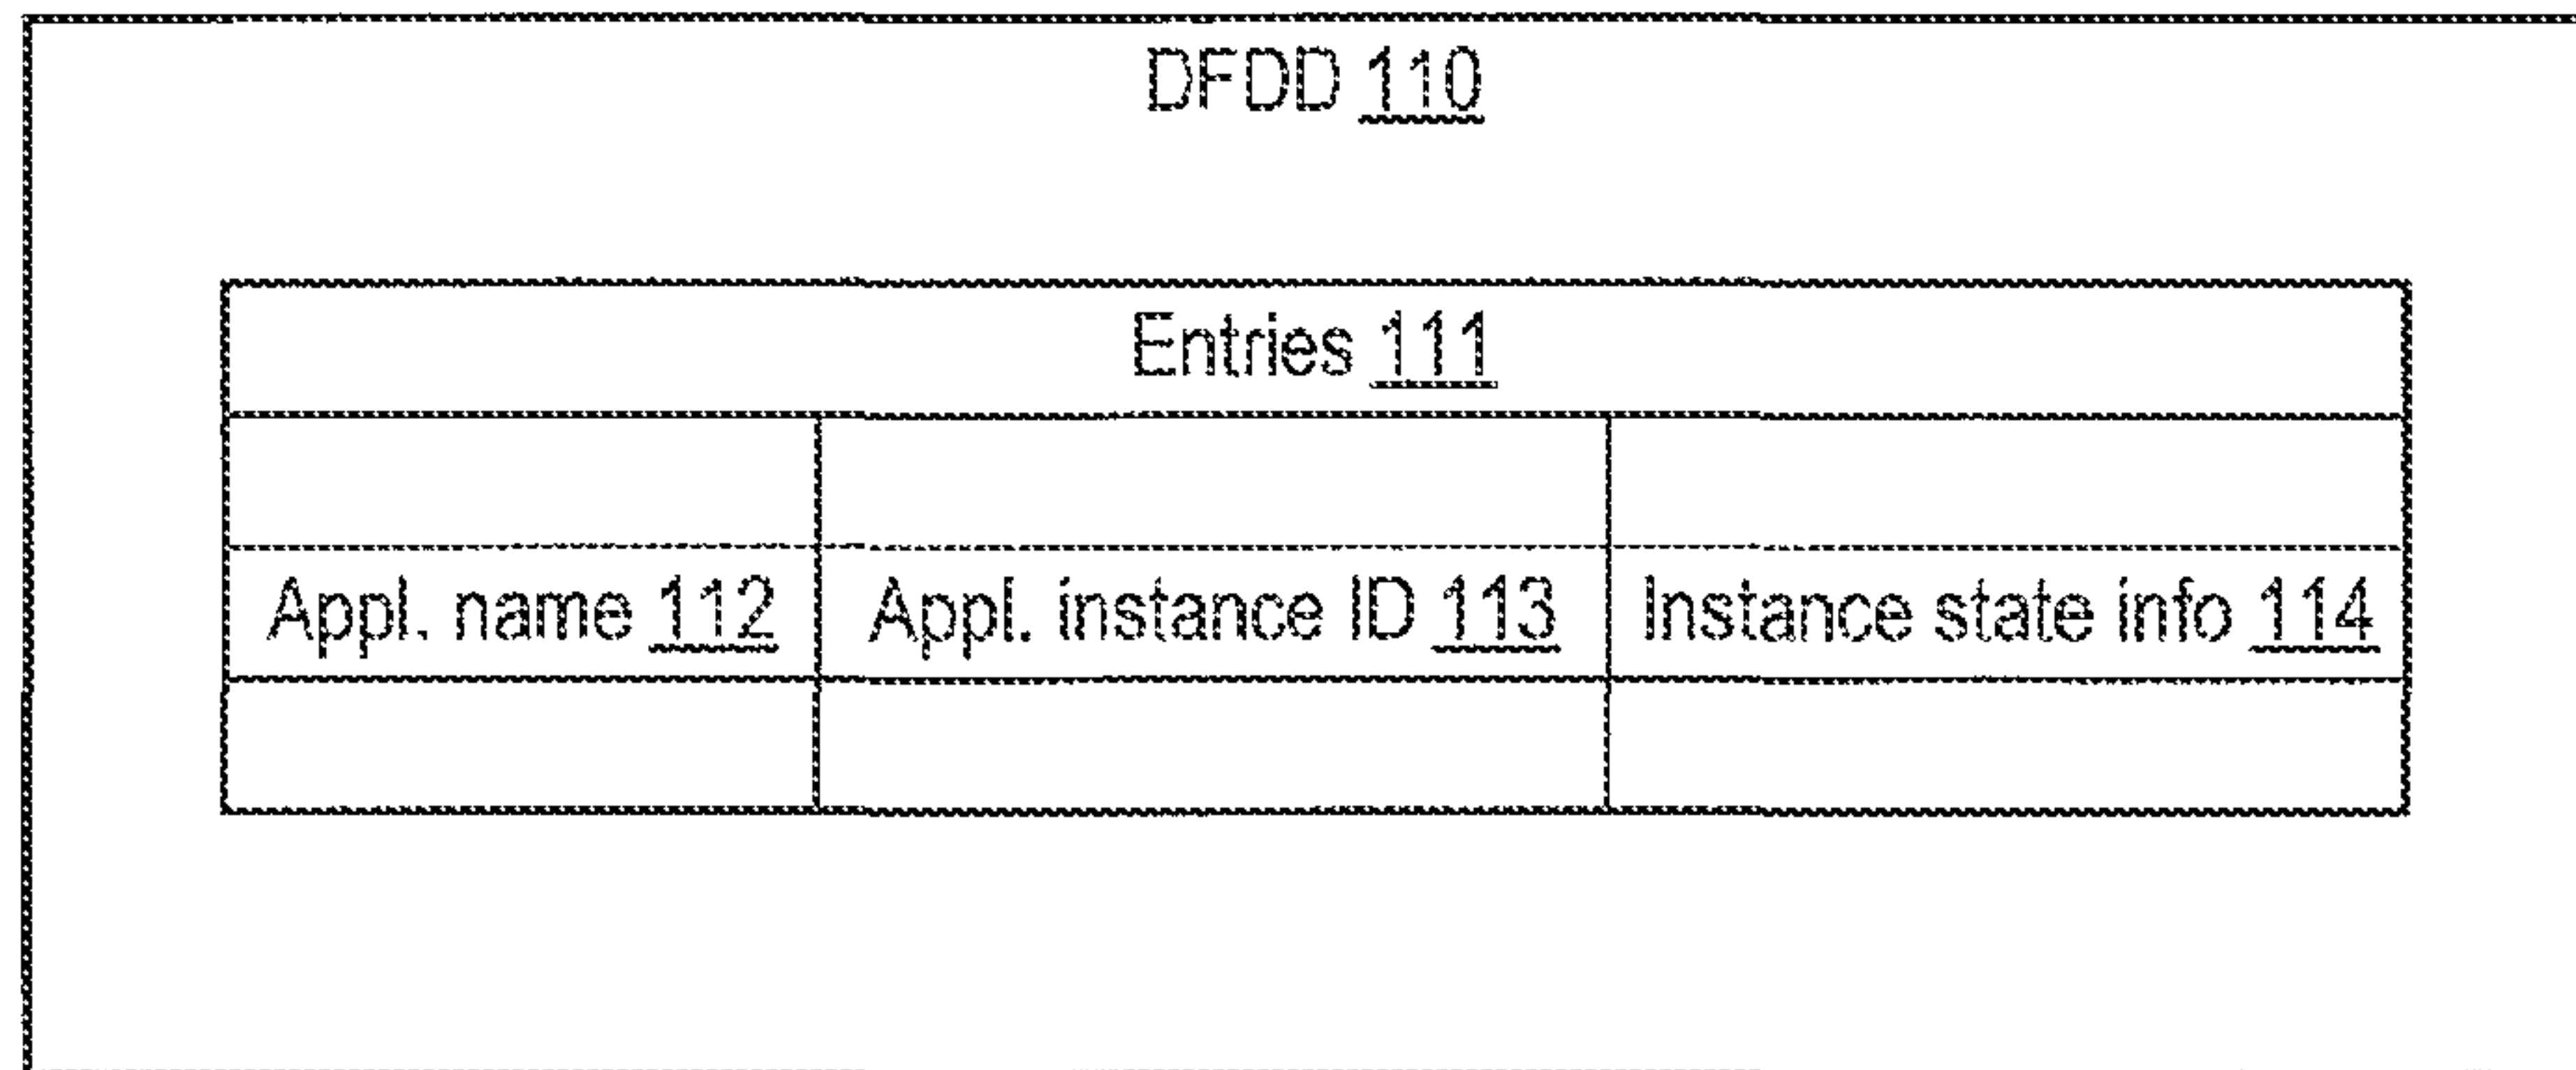 DFDD 110
Entries 111
Appl. name 112 Appl. instance ID 113 Instance state info 114